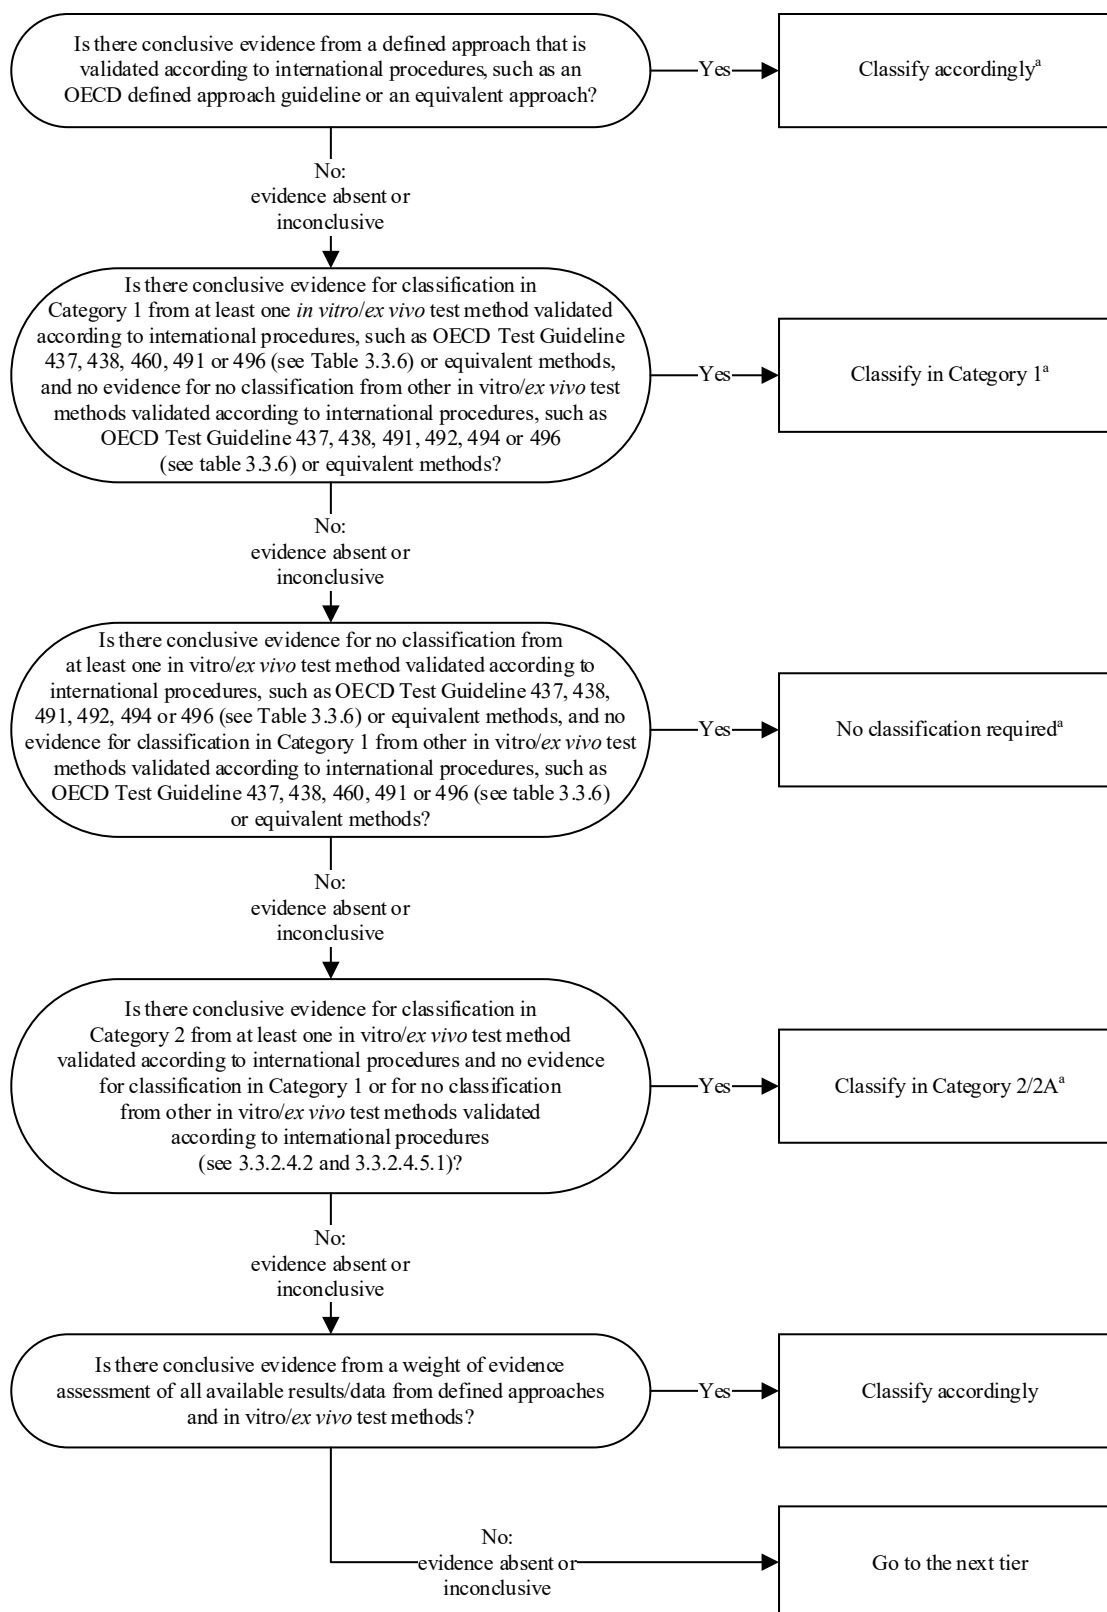 Is there conclusive evidence from a defined approach that is
validated according to international procedures, such as an
OECD defined approach guideline or an equivalent approach?
Yes
Classify accordinglyᵃ
No:
evidence absent or
inconclusive
Is there conclusive evidence for classification in
Category 1 from at least one in vitro/ex vivo test method validated
according to international procedures, such as OECD Test Guideline
437, 438, 460, 491 or 496 (see Table 3.3.6) or equivalent methods,
and no evidence for no classification from other in vitro/ex vivo test
methods validated according to international procedures, such as
OECD Test Guideline 437, 438, 491, 492, 494 or 496
(see table 3.3.6) or equivalent methods?
Yes
Classify in Category 1ᵃ
No:
evidence absent or
inconclusive
Is there conclusive evidence for no classification from
at least one in vitro/ex vivo test method validated according to
international procedures, such as OECD Test Guideline 437, 438,
491, 492, 494 or 496 (see Table 3.3.6) or equivalent methods, and no
evidence for classification in Category 1 from other in vitro/ex vivo test
methods validated according to international procedures, such as
OECD Test Guideline 437, 438, 460, 491 or 496 (see table 3.3.6)
or equivalent methods?
Yes
No classification requiredᵃ
No:
evidence absent or
inconclusive
Is there conclusive evidence for classification in
Category 2 from at least one in vitro/ex vivo test method
validated according to international procedures and no evidence
for classification in Category 1 or for no classification
from other in vitro/ex vivo test methods validated
according to international procedures
(see 3.3.2.4.2 and 3.3.2.4.5.1)?
Yes
Classify in Category 2/2Aᵃ
No:
evidence absent or
inconclusive
Is there conclusive evidence from a weight of evidence
assessment of all available results/data from defined approaches
and in vitro/ex vivo test methods?
Yes
Classify accordingly
No:
evidence absent or
inconclusive
Go to the next tier